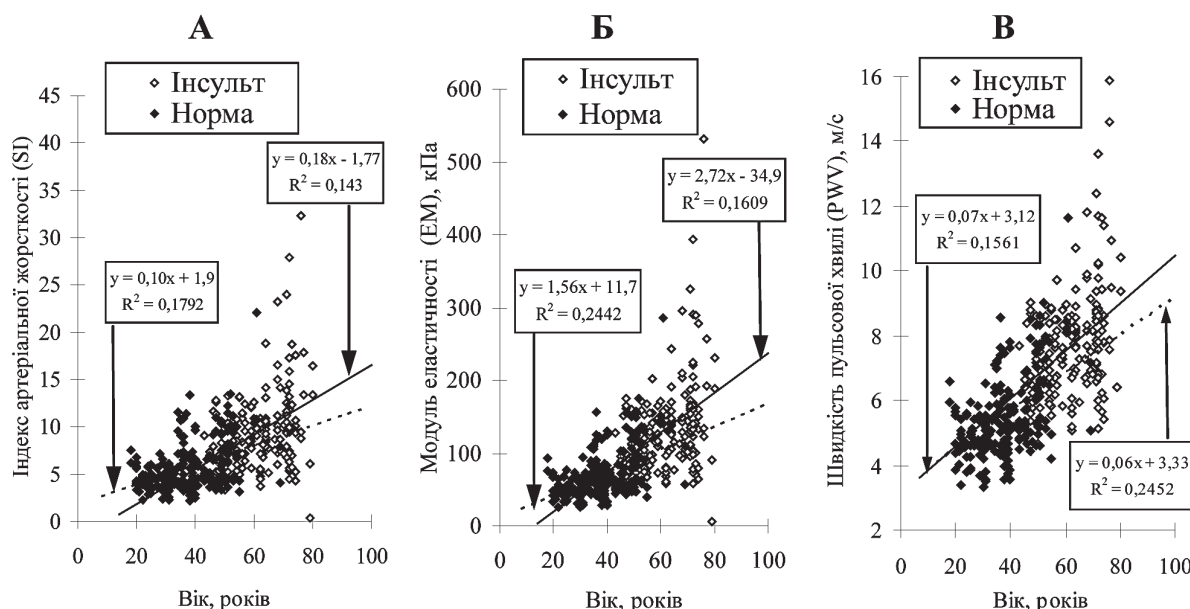 А
Індекс артеріальної жорсткості (SI)
◇ Інсульт
◆ Норма
45
40
35
30
25
20
15
10
5
0
y = 0,18x - 1,77
R² = 0,143
y = 0,10x + 1,9
R² = 0,1792
0 20 40 60 80 100
Вік, років
Б
Модуль еластичності (EM), кПа
◇ Інсульт
◆ Норма
600
500
400
300
200
100
0
y = 2,72x - 34,9
R² = 0,1609
y = 1,56x + 11,7
R² = 0,2442
0 20 40 60 80 100
Вік, років
В
Швидкість пульсової хвилі (PWV), м/с
◇ Інсульт
◆ Норма
16
14
12
10
8
6
4
2
y = 0,07x + 3,12
R² = 0,1561
y = 0,06x + 3,33
R² = 0,2452
0 20 40 60 80 100
Вік, років